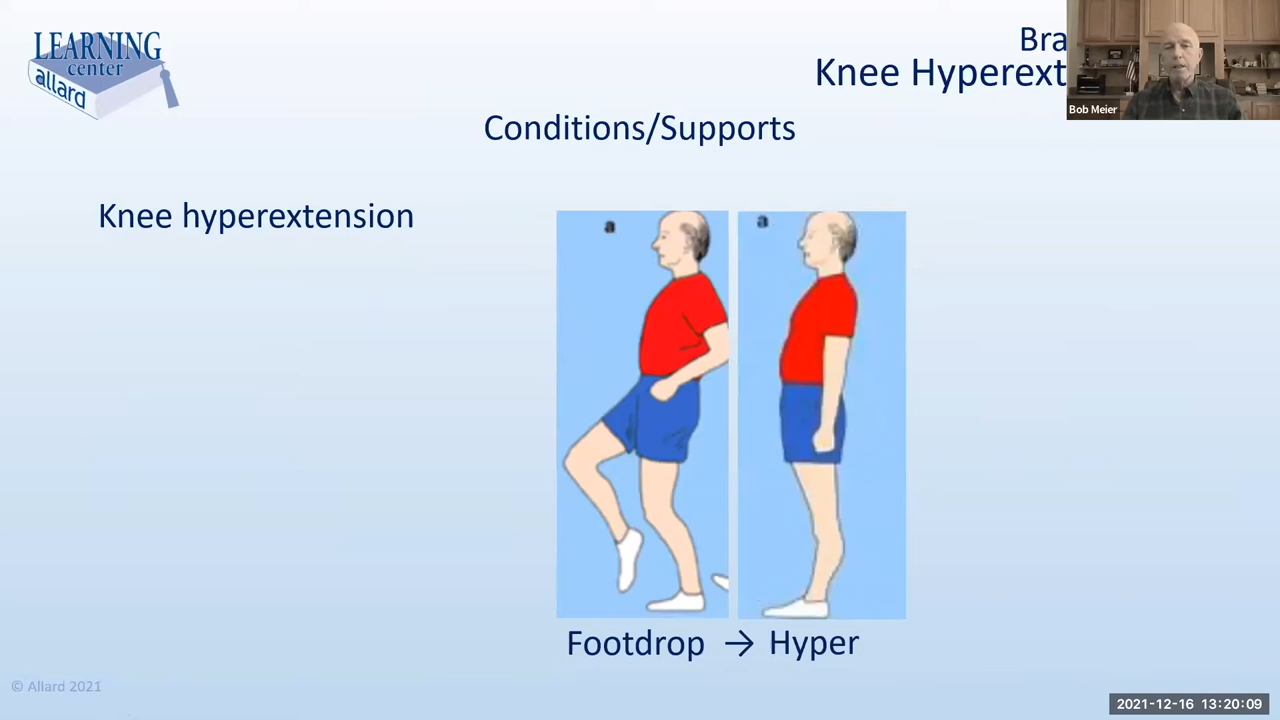 LEARNING
center
allard
Bra
Knee Hyperext
Bob Meier
Conditions/Supports
Knee hyperextension
a
a
Footdrop → Hyper
© Allard 2021
2021-12-16 13:20:09